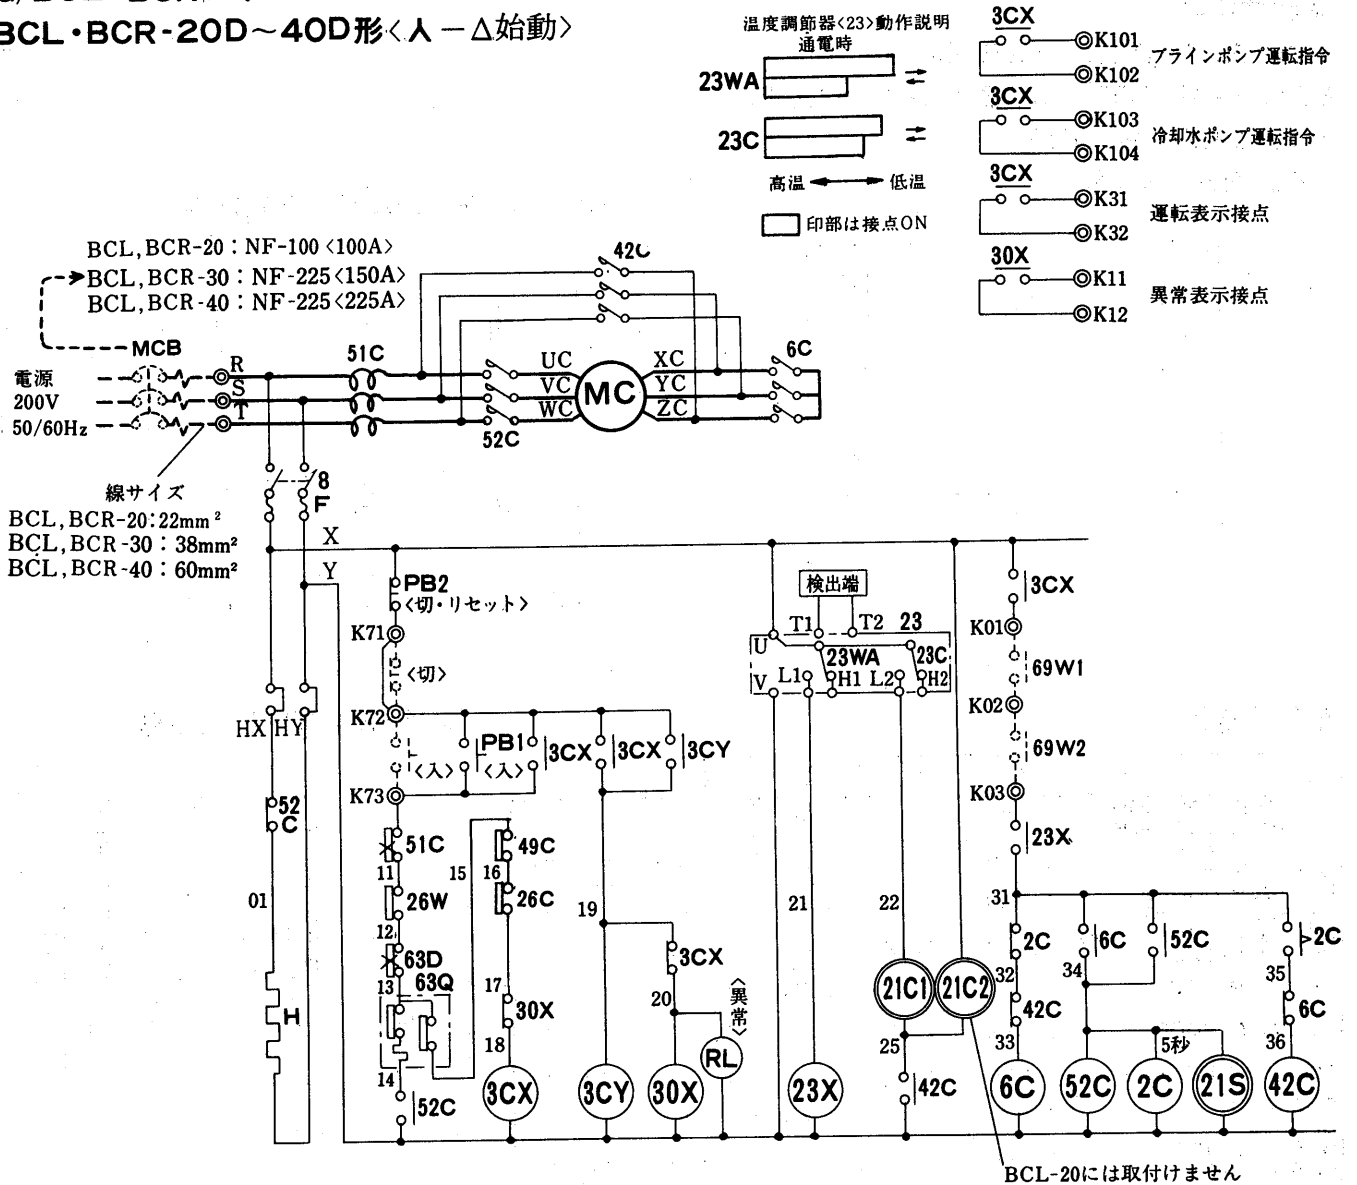 BCL・BCR-20D～40D形〈人－Δ始動〉
温度調節器〈23〉動作説明
通電時
23WA
23C
高温 低温
印部は接点ON
3CX
K101
K102
ブラインポンプ運転指令
3CX
K103
K104
冷却水ポンプ運転指令
3CX
K31
K32
運転表示接点
30X
K11
K12
異常表示接点
BCL,BCR-20：NF-100〈100A〉
BCL,BCR-30：NF-225〈150A〉
BCL,BCR-40：NF-225〈225A〉
MCB
電源
200V
50/60Hz
R
S
T
51C
42C
52C
UC
VC
WC
MC
XC
YC
ZC
6C
線サイズ
BCL,BCR-20:22mm²
BCL,BCR-30：38mm²
BCL,BCR-40：60mm²
8
F
X
Y
HX HY
52
C
01
H
PB2
〈切・リセット〉
K71
〈切〉
K72
〈入〉
PB1
〈入〉
3CX
3CX
3CY
K73
51C
11
26W
12
63D
13
63Q
14
52C
15
49C
16
26C
17
30X
18
3CX
19
3CY
3CX
20
30X
〈異常〉
RL
検出端
T1
T2
23
U
23WA
23C
V
L1
H1
L2
H2
21
23X
22
21C1
21C2
25
42C
BCL-20には取付けません
3CX
K01
69W1
K02
69W2
K03
23X
31
2C
32
42C
33
6C
6C
34
52C
52C
5秒
2C
21S
2C
35
6C
36
42C